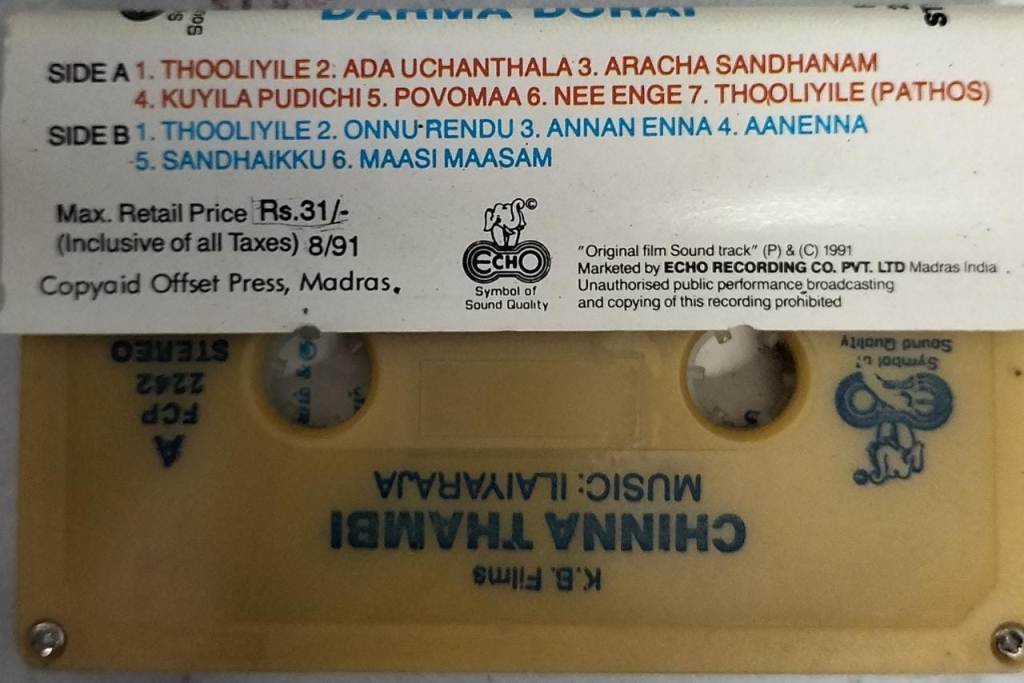 DARMA DORAI
SIDE A 1. THOOLIYILE 2. ADA UCHANTHALA 3. ARACHA SANDHANAM
4. KUYILA PUDICHI 5. POVOMAA 6. NEE ENGE 7. THOOLIYILE (PATHOS)
SIDE B 1. THOOLIYILE 2. ONNU-RENDU 3. ANNAN ENNA 4. AANENNA
5. SANDHAIKKU 6. MAASI MAASAM
Max. Retail Price Rs.31/-
(Inclusive of all Taxes) 8/91
Copyaid Offset Press, Madras.
©
ECHO
Symbol of
Sound Quality
"Original film Sound track" (P) & (C) 1991
Marketed by ECHO RECORDING CO. PVT. LTD Madras India
Unauthorised public performance broadcasting
and copying of this recording prohibited
K.B. Films
CHINNA THAMBI
MUSIC: ILAIYARAJA
A
FCP
2242
STEREO
Symbol of
Sound Quality